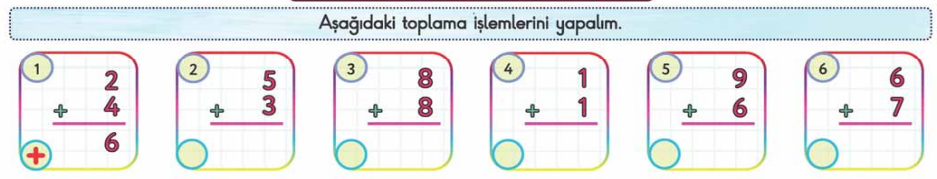 Aşağıdaki toplama işlemlerini yapalım.
1 2 3 4 5 6
2 5 8 1 9 6
+ 4 + 3 + 8 + 1 + 6 + 7
+ 6